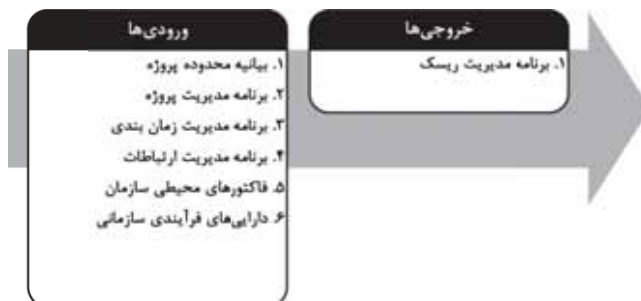 ورودی‌ها
۱. بیانیه محدوده پروژه
۲. برنامه مدیریت پروژه
۳. برنامه مدیریت زمان بندی
۴. برنامه مدیریت ارتباطات
۵. فاکتورهای محیطی سازمان
۶. دارایی‌های فرآیندی سازمانی
خروجی‌ها
۱. برنامه مدیریت ریسک